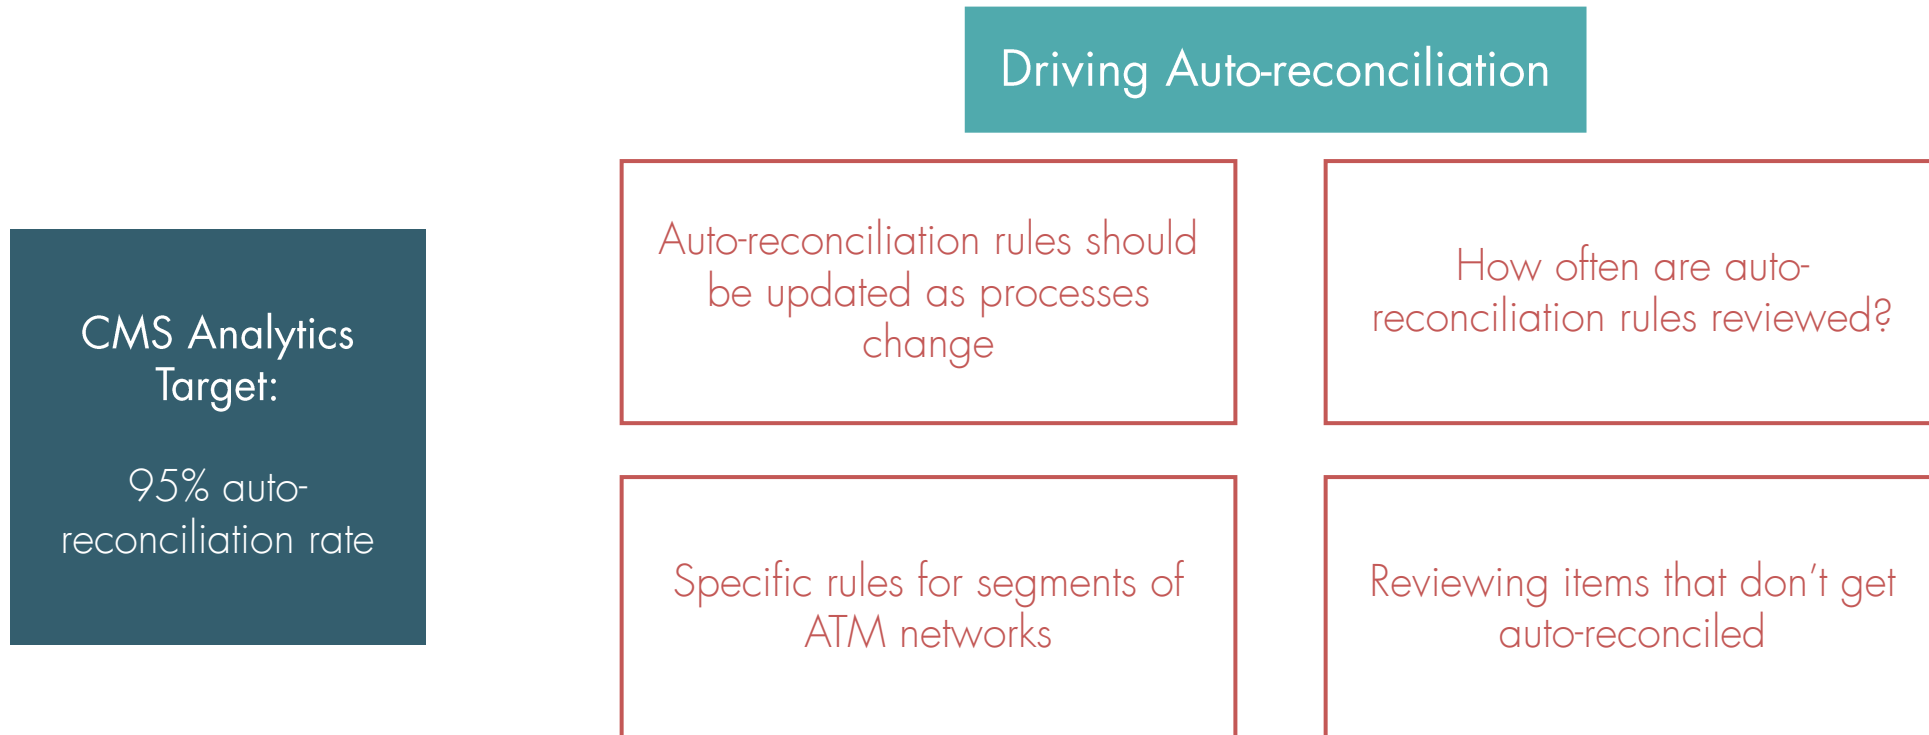 Driving Auto-reconciliation
CMS Analytics
Target:
95% auto-
reconciliation rate
Auto-reconciliation rules should
be updated as processes
change
How often are auto-
reconciliation rules reviewed?
Specific rules for segments of
ATM networks
Reviewing items that don’t get
auto-reconciled